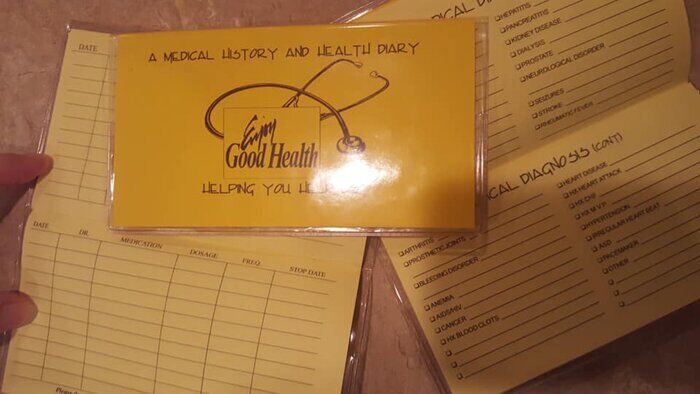 A MEDICAL HISTORY AND HEALTH DIARY
Enjoy
Good Health
HELPING YOU
DATE
DATE DR. MEDICATION DOSAGE FREQ. STOP DATE
HEPATITIS
PANCREATITIS
KIDNEY DISEASE
DIALYSIS
PROSTATE
NEUROLOGICAL DISORDER
SEIZURES
STROKE
RHEUMATIC FEVER
DIAGNOSIS (CONT)
ARTHRITIS
PROSTHETIC JOINTS
BLEEDING DISORDER
ANEMIA
AIDS/HIV
CANCER
HX BLOOD CLOTS
HEART DISEASE
HX HEART ATTACK
HX CHF
HX M.V.P.
HYPERTENSION
IRREGULAR HEART BEAT
ASD
PACEMAKER
OTHER